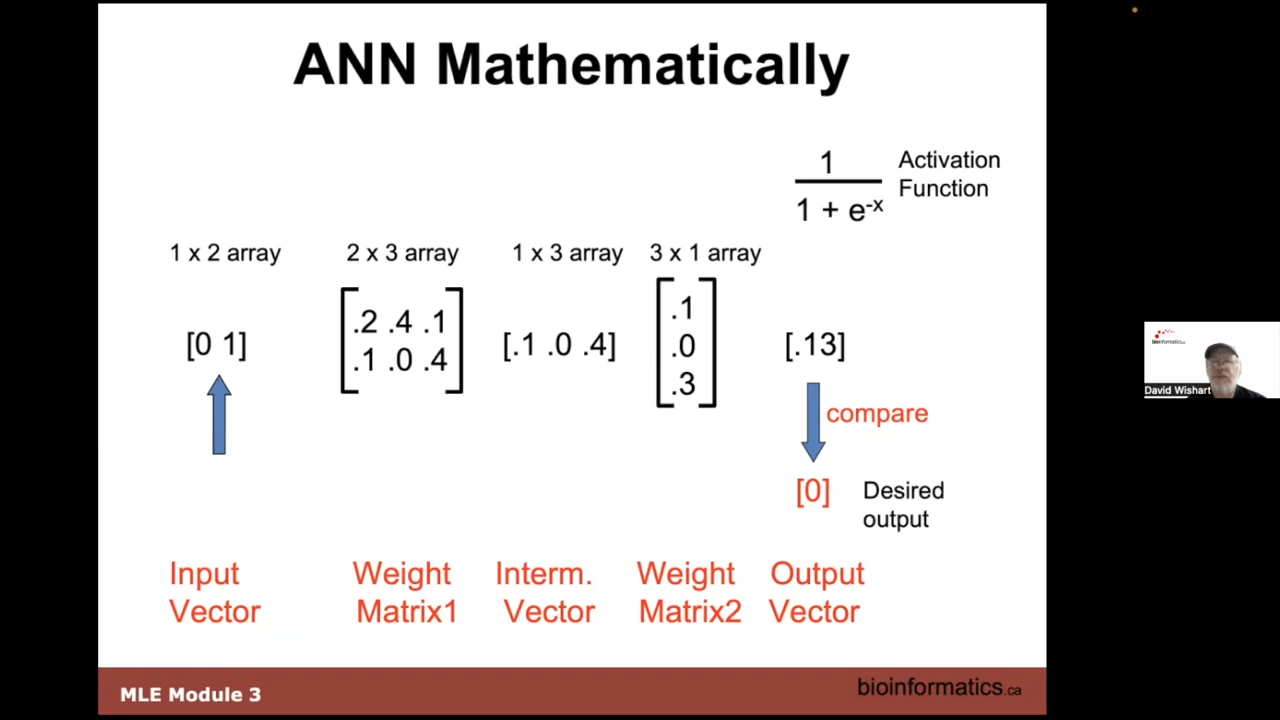 ANN Mathematically
1
1 + e-x
Activation
Function
1 x 2 array
2 x 3 array
1 x 3 array
3 x 1 array
[0 1]
.2 .4 .1
.1 .0 .4
[.1 .0 .4]
.1
.0
.3
[.13]
compare
[0]
Desired
output
Input
Vector
Weight
Matrix1
Interm.
Vector
Weight
Matrix2
Output
Vector
MLE Module 3
bioinformatics.ca
bioinformatics.ca
David Wishart